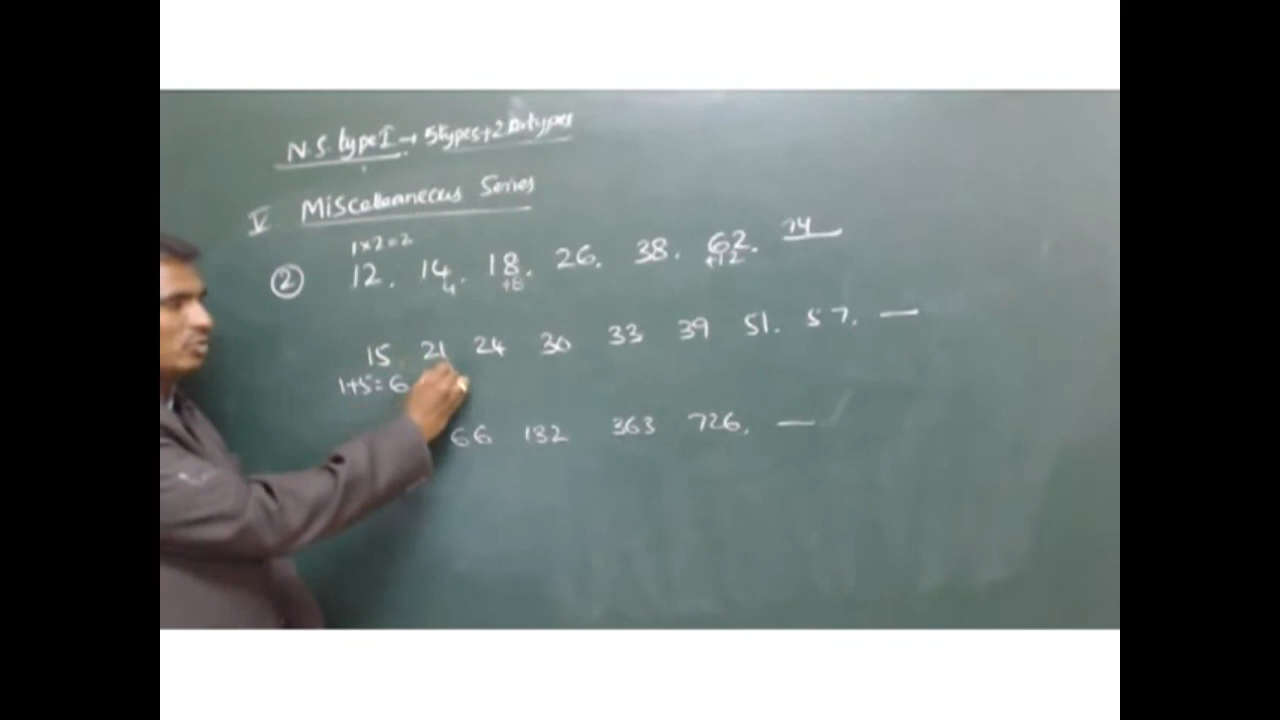 N.S. type I → 5types+2
V Miscellaneous Series
1×2=2
② 12. 14. 18. 26. 38. 62. 74
4 +8 +12
15 21 24 30 33 39 51. 57. —
1+5=6
66 132 363 726. —